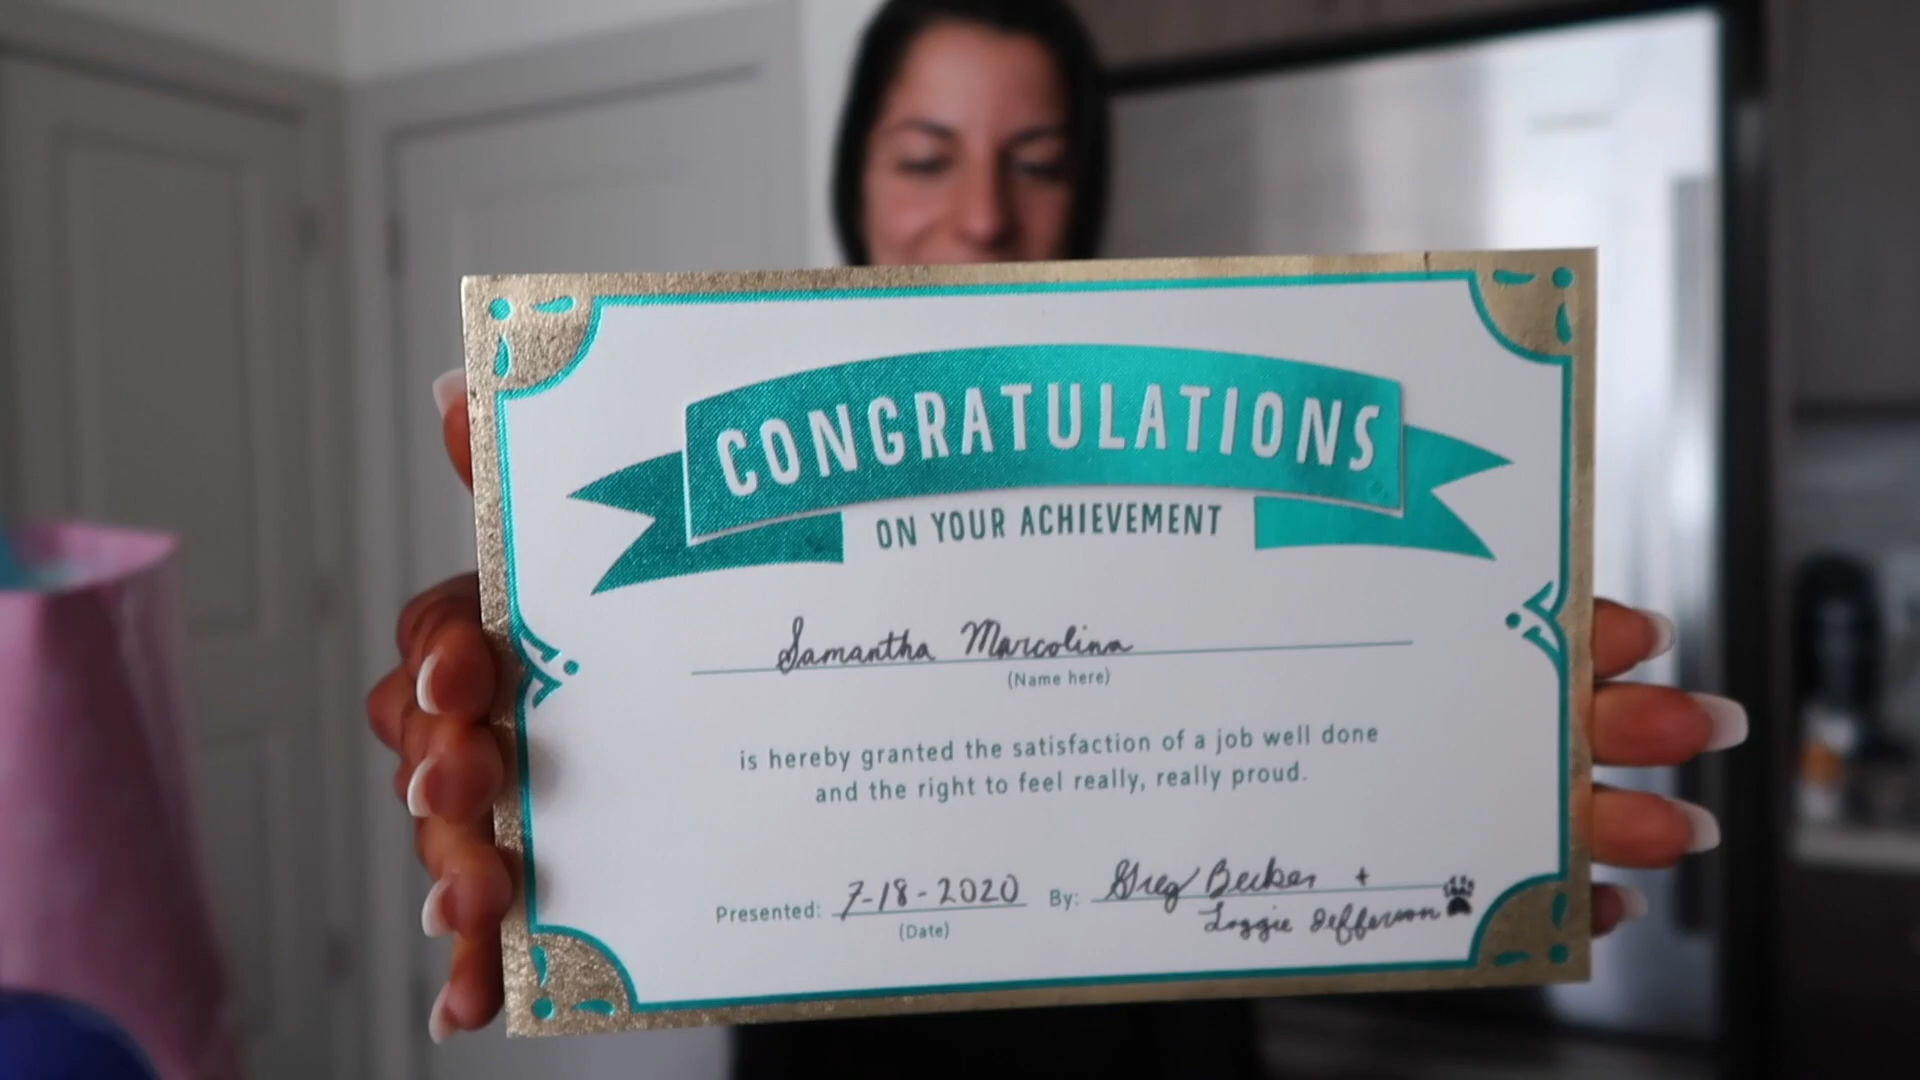 CONGRATULATIONS
ON YOUR ACHIEVEMENT
Samantha Marcolina
(Name here)
is hereby granted the satisfaction of a job well done
and the right to feel really, really proud.
Presented: 7-18-2020 By: Greg Becker +
(Date) Loggie Jefferson